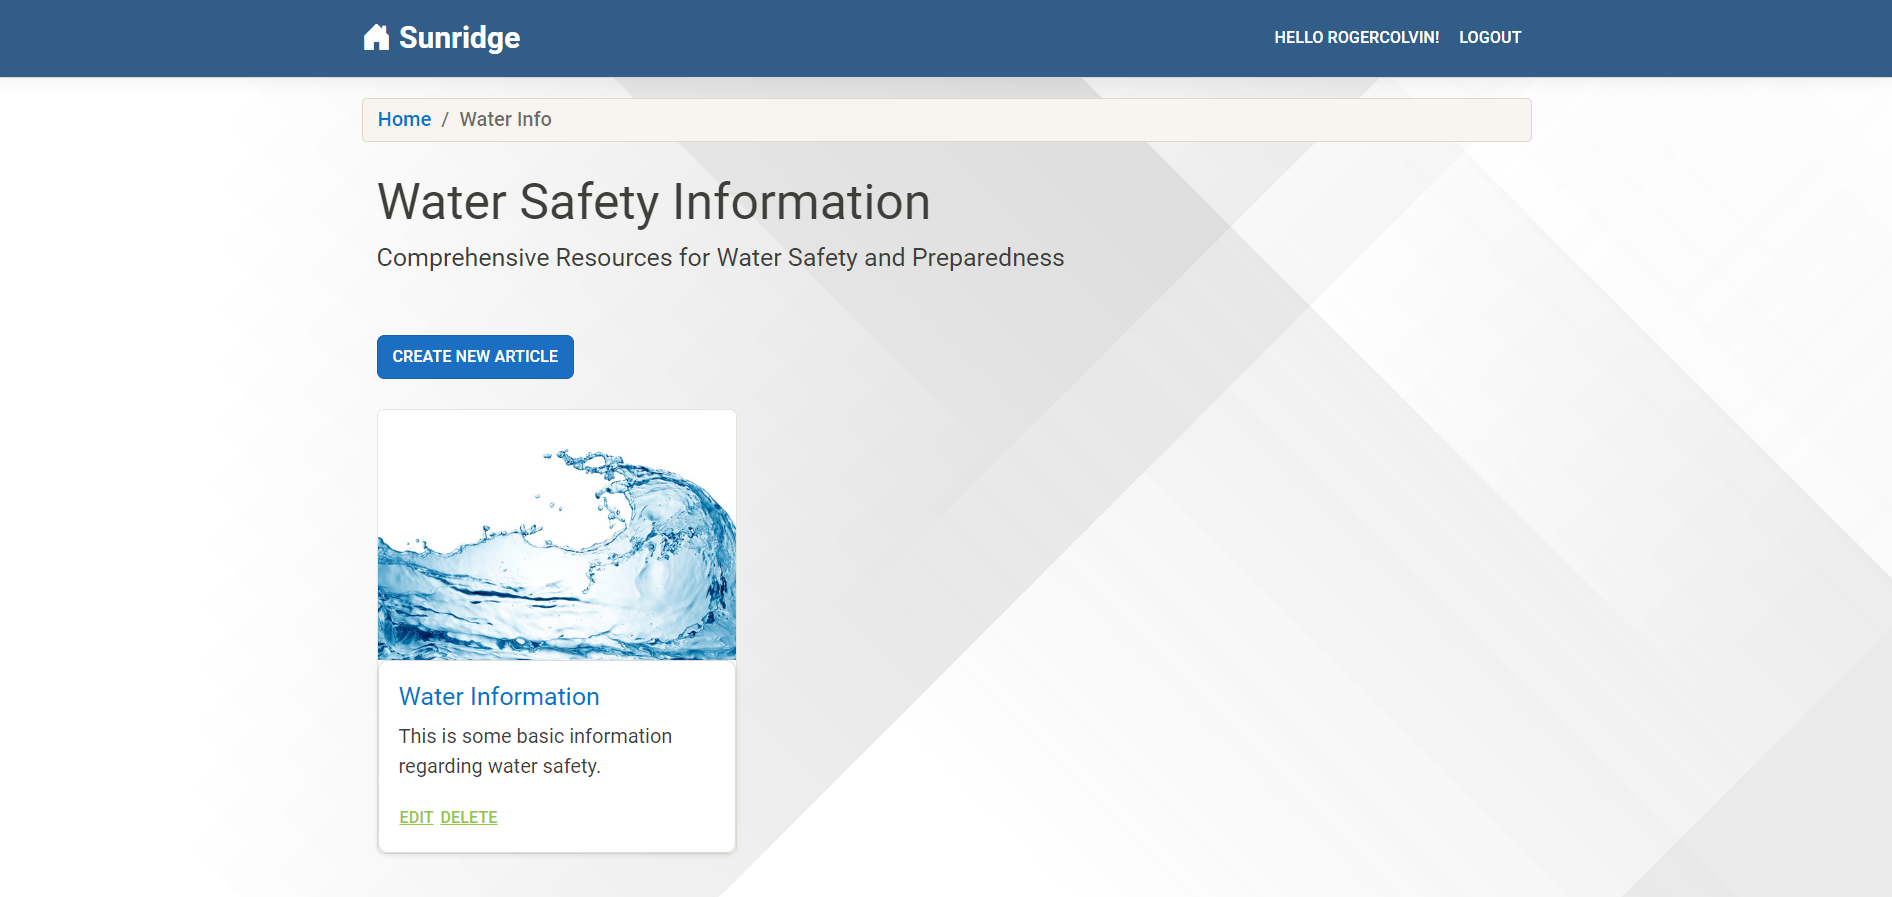 Sunridge
HELLO ROGERCOLVIN! LOGOUT
Home / Water Info
Water Safety Information
Comprehensive Resources for Water Safety and Preparedness
CREATE NEW ARTICLE
Water Information
This is some basic information
regarding water safety.
EDIT DELETE